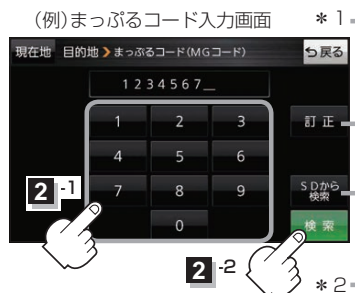 (例)まっぷるコード入力画面 *1
現在地 目的地 > まっぷるコード(MGコード) 戻る
1234567_
1 2 3 訂 正
4 5 6
2-1 7 8 9 SDから
検索
0 検 索
2-2
*2